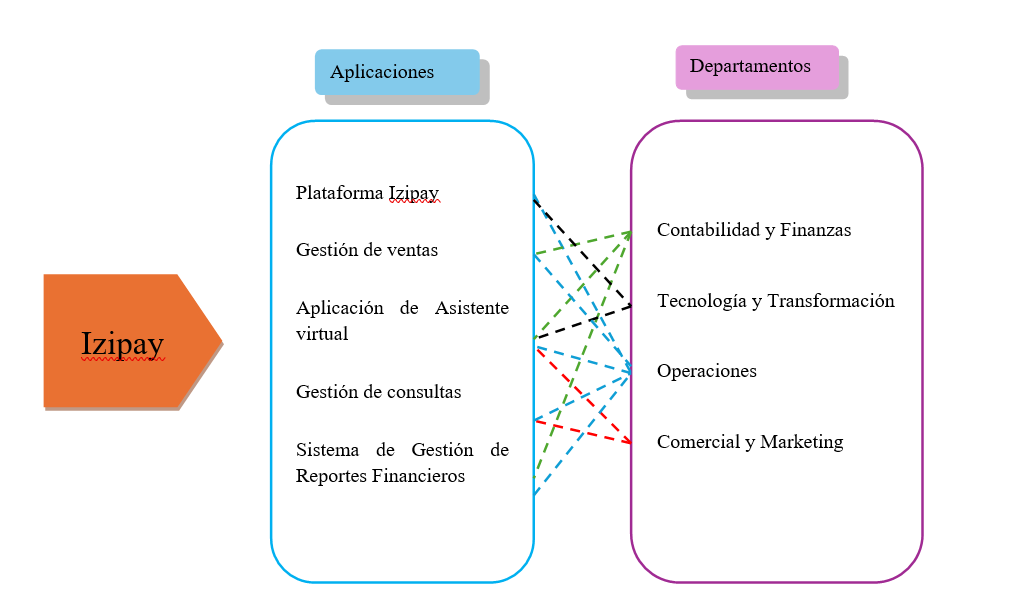 Aplicaciones
Departamentos
Izipay
Plataforma Izipay
Gestión de ventas
Aplicación de Asistente
virtual
Gestión de consultas
Sistema de Gestión de
Reportes Financieros
Contabilidad y Finanzas
Tecnología y Transformación
Operaciones
Comercial y Marketing